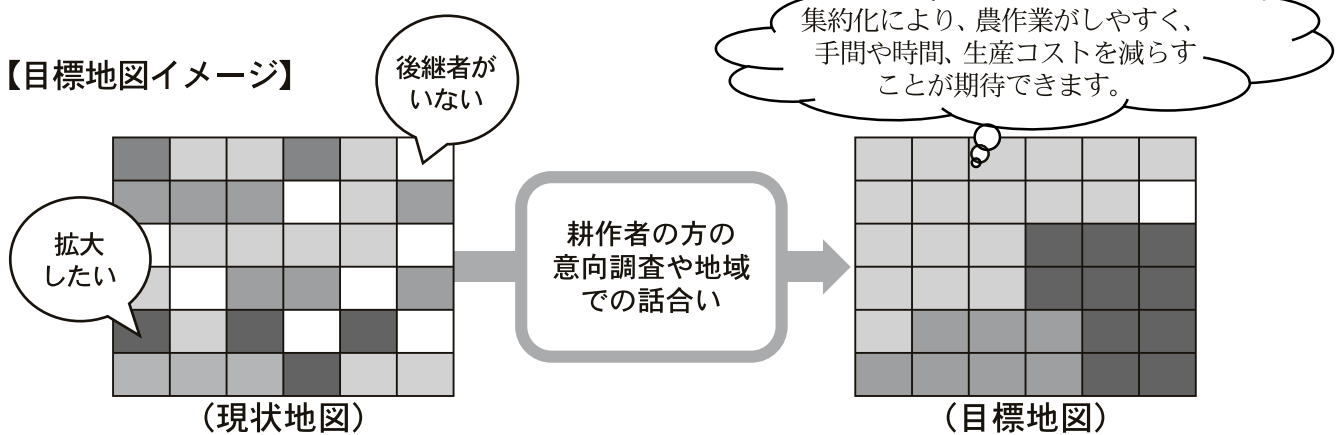 集約化により、農作業がしやすく、
手間や時間、生産コストを減らす
ことが期待できます。
【目標地図イメージ】
後継者が
いない
拡大
したい
耕作者の方の
意向調査や地域
での話合い
（現状地図）
（目標地図）